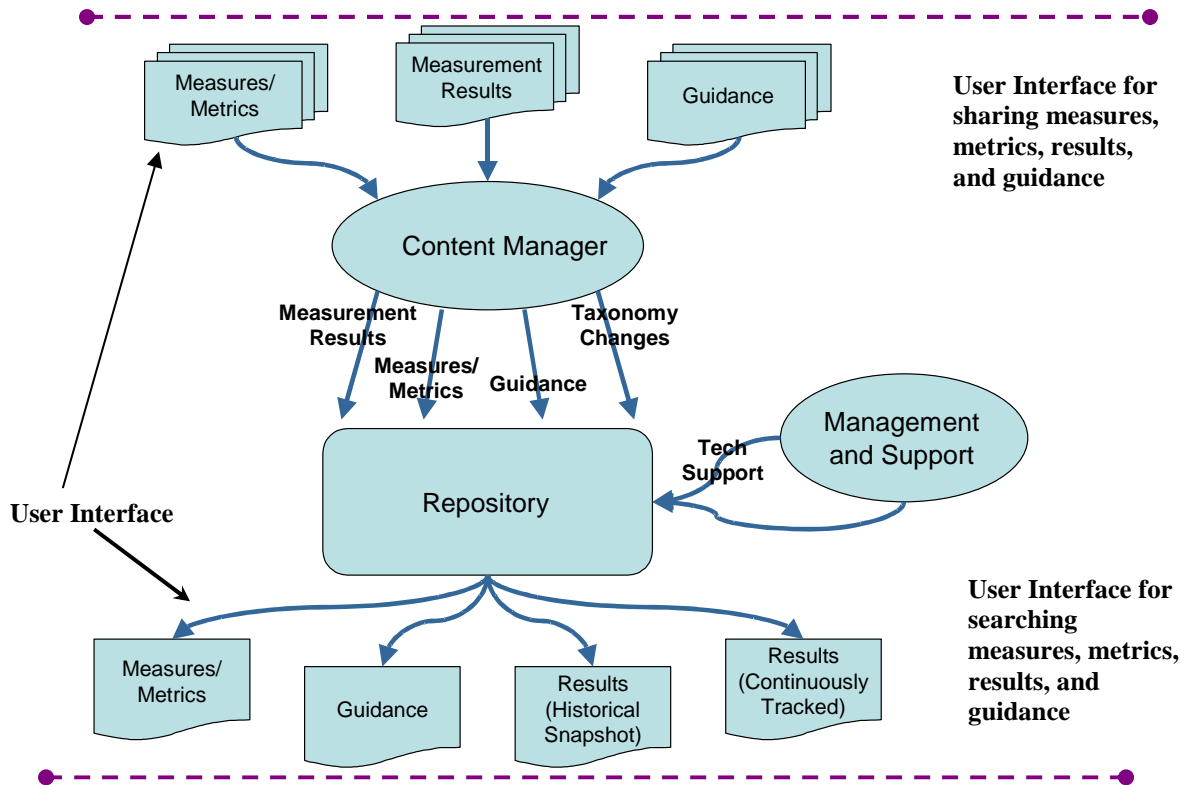 Measures/
Metrics
Measurement
Results
Guidance
User Interface for
sharing measures,
metrics, results,
and guidance
Content Manager
Measurement
Results
Measures/
Metrics
Guidance
Taxonomy
Changes
Management
and Support
Tech
Support
Repository
User Interface
User Interface for
searching
measures, metrics,
results, and
guidance
Measures/
Metrics
Guidance
Results
(Historical
Snapshot)
Results
(Continuously
Tracked)